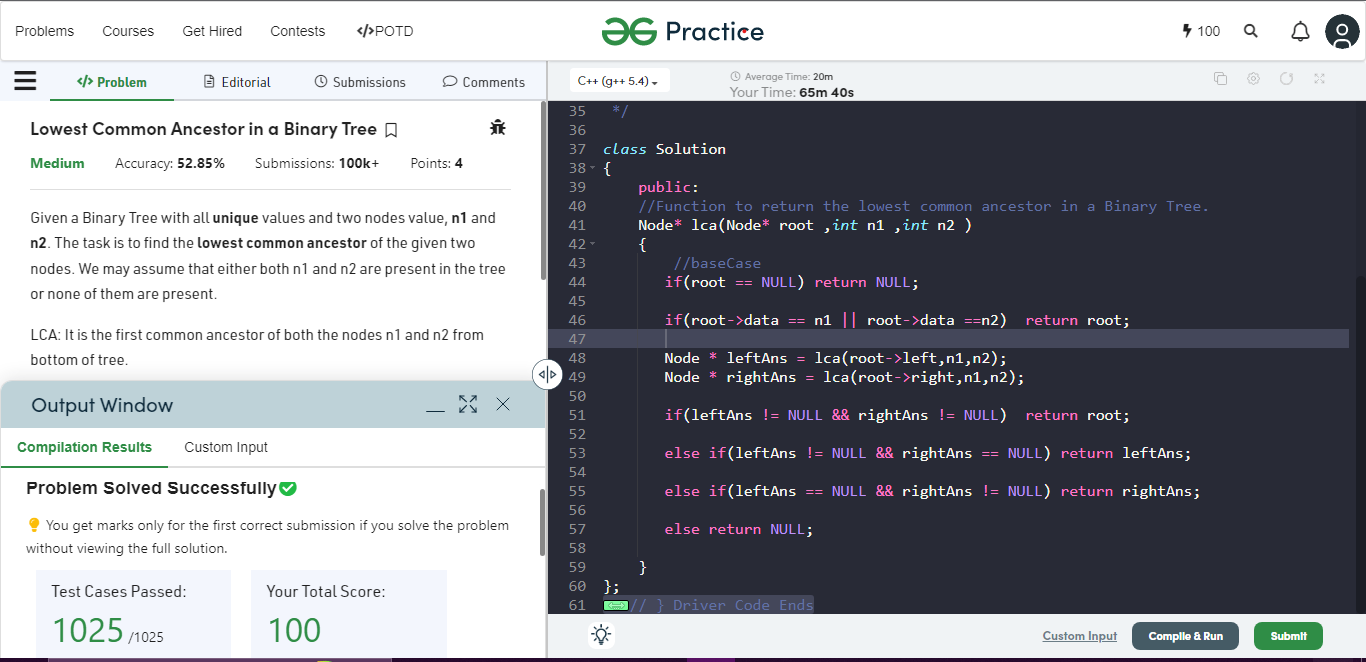 Problems Courses Get Hired Contests </>POTD
Practice
100
</> Problem Editorial Submissions Comments
Lowest Common Ancestor in a Binary Tree
Medium Accuracy: 52.85% Submissions: 100k+ Points: 4
Given a Binary Tree with all unique values and two nodes value, n1 and
n2. The task is to find the lowest common ancestor of the given two
nodes. We may assume that either both n1 and n2 are present in the tree
or none of them are present.
LCA: It is the first common ancestor of both the nodes n1 and n2 from
bottom of tree.
Output Window
Compilation Results Custom Input
Problem Solved Successfully
You get marks only for the first correct submission if you solve the problem
without viewing the full solution.
Test Cases Passed:
1025 /1025
Your Total Score:
100
C++ (g++ 5.4)
Average Time: 20m
Your Time: 65m 40s
35 */
36
37 class Solution
38 {
39 public:
40 //Function to return the lowest common ancestor in a Binary Tree.
41 Node* lca(Node* root ,int n1 ,int n2 )
42 {
43 //baseCase
44 if(root == NULL) return NULL;
45
46 if(root->data == n1 || root->data ==n2) return root;
47
48 Node * leftAns = lca(root->left,n1,n2);
49 Node * rightAns = lca(root->right,n1,n2);
50
51 if(leftAns != NULL && rightAns != NULL) return root;
52
53 else if(leftAns != NULL && rightAns == NULL) return leftAns;
54
55 else if(leftAns == NULL && rightAns != NULL) return rightAns;
56
57 else return NULL;
58
59 }
60 };
61 // } Driver Code Ends
Custom Input Compile & Run Submit